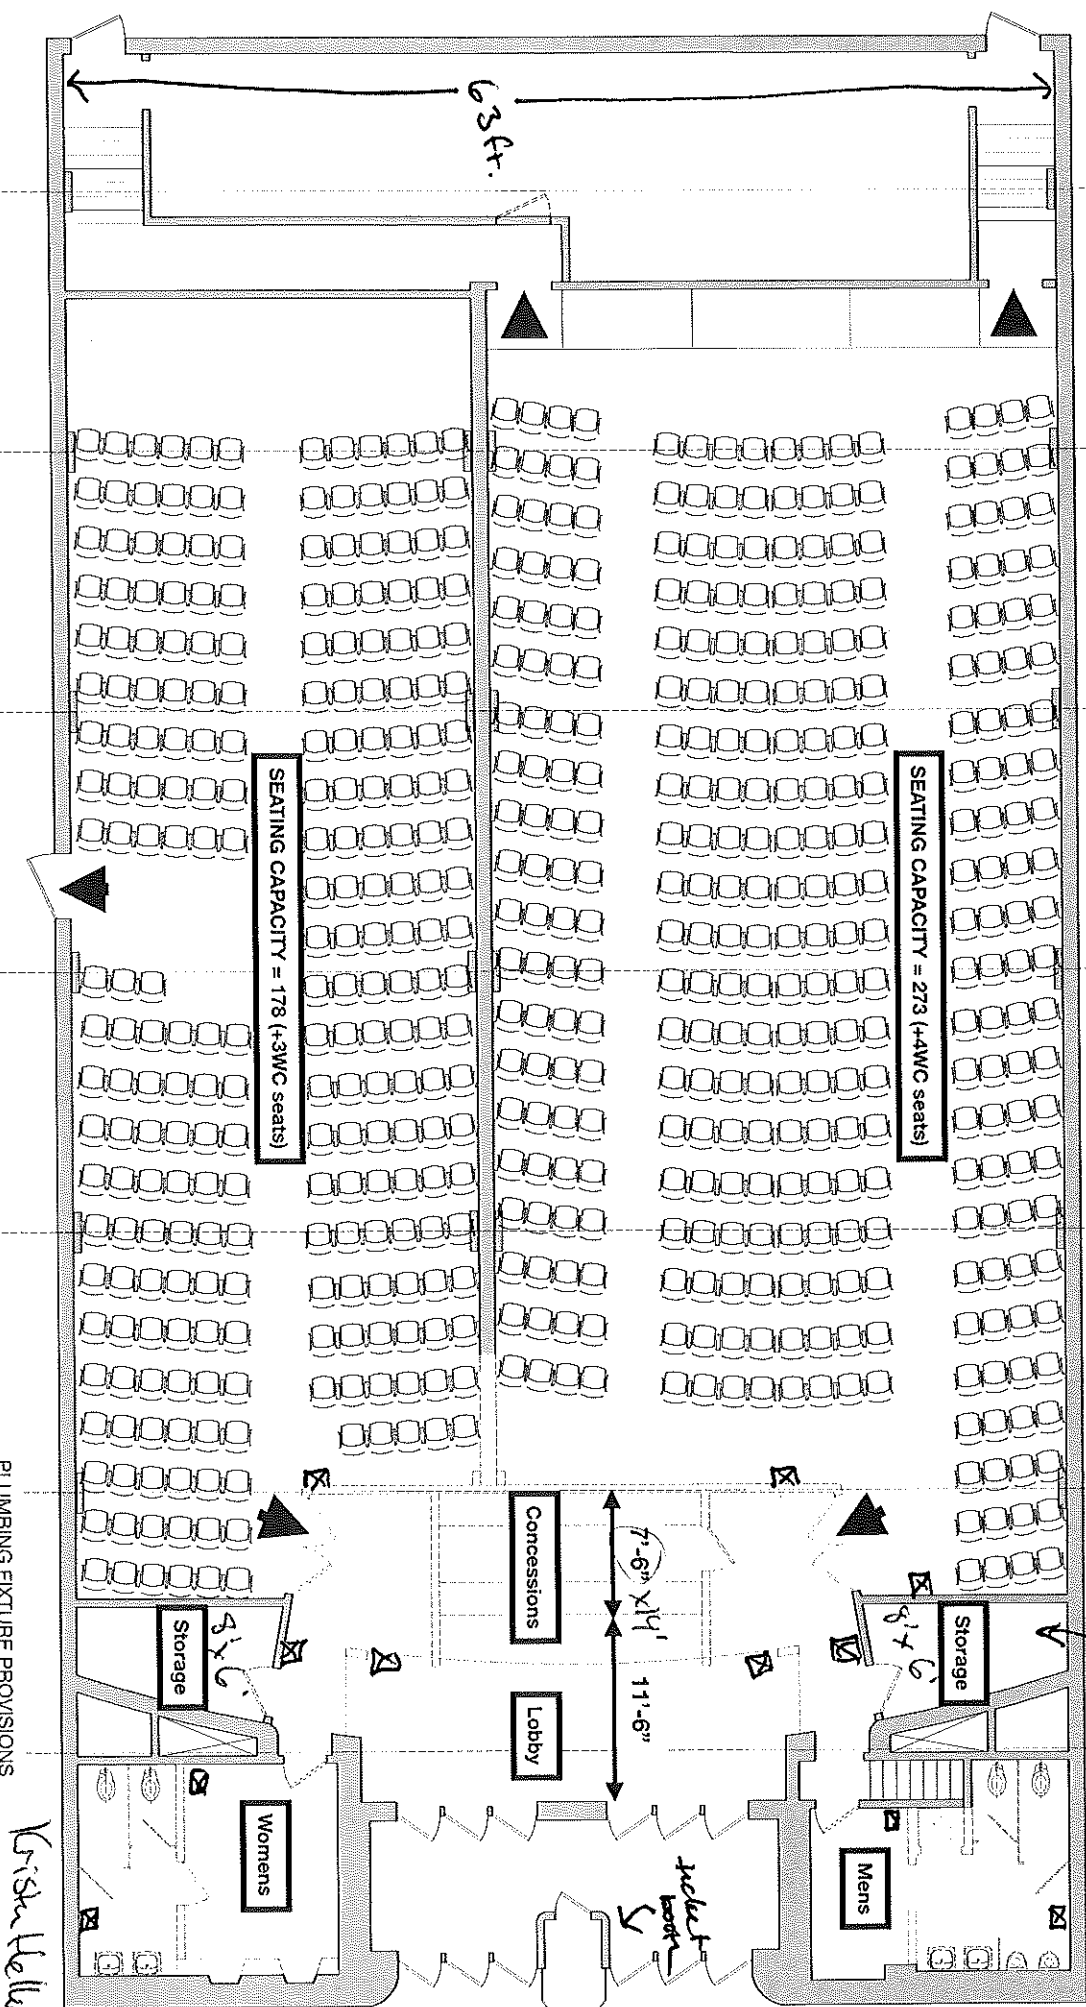 63 ft.
SEATING CAPACITY = 273 (+4WC seats)
SEATING CAPACITY = 178 (+3WC seats)
Concessions
7'-6" x 14'
11'-6"
Lobby
Storage
8' x 6'
Storage
8' x 6'
Mens
Womens
ticket
booth
PLUMBING FIXTURE PROVISIONS